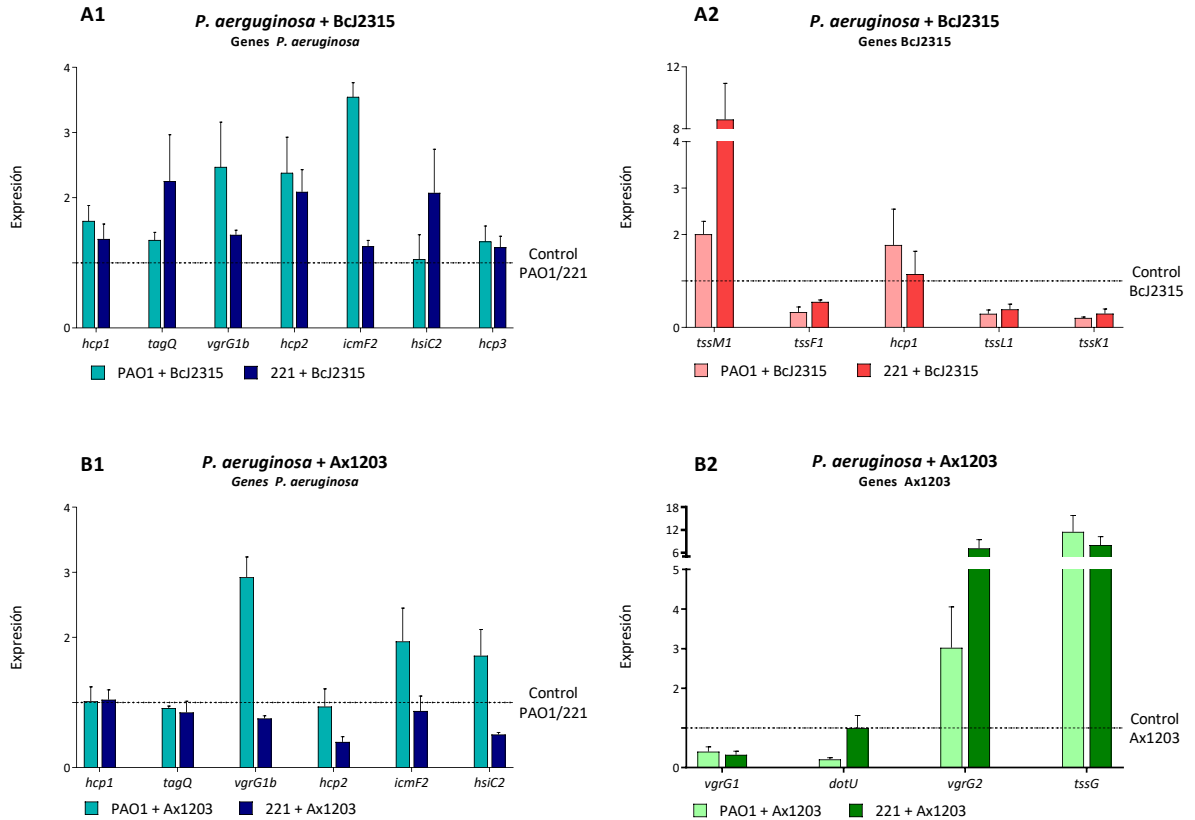 A1
P. aerguginosa + BcJ2315
Genes P. aeruginosa
Expresión
4
3
2
1
0
Control
PAO1/221
hcp1 tagQ vgrG1b hcp2 icmF2 hsiC2 hcp3
PAO1 + BcJ2315 221 + BcJ2315
A2
P. aeruginosa + BcJ2315
Genes BcJ2315
Expresión
12
8
4
2
0
Control
BcJ2315
tssM1 tssF1 hcp1 tssL1 tssK1
PAO1 + BcJ2315 221 + BcJ2315
B1
P. aeruginosa + Ax1203
Genes P. aeruginosa
Expresión
4
3
2
1
0
Control
PAO1/221
hcp1 tagQ vgrG1b hcp2 icmF2 hsiC2
PAO1 + Ax1203 221 + Ax1203
B2
P. aeruginosa + Ax1203
Genes Ax1203
Expresión
18
12
6
5
4
3
2
1
0
Control
Ax1203
vgrG1 dotU vgrG2 tssG
PAO1 + Ax1203 221 + Ax1203